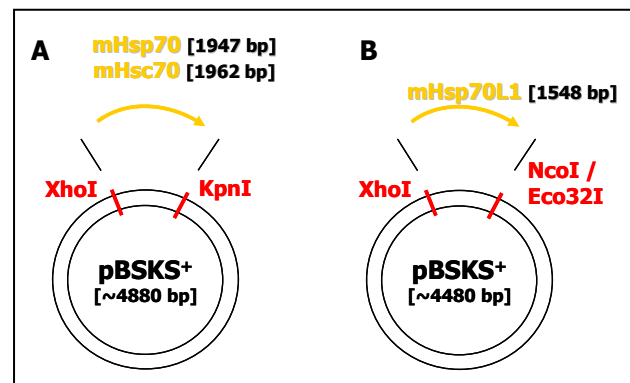 A
mHsp70 [1947 bp]
mHsc70 [1962 bp]
XhoI
KpnI
pBSKS+
[~4880 bp]
B
mHsp70L1 [1548 bp]
XhoI
NcoI /
Eco32I
pBSKS+
[~4480 bp]